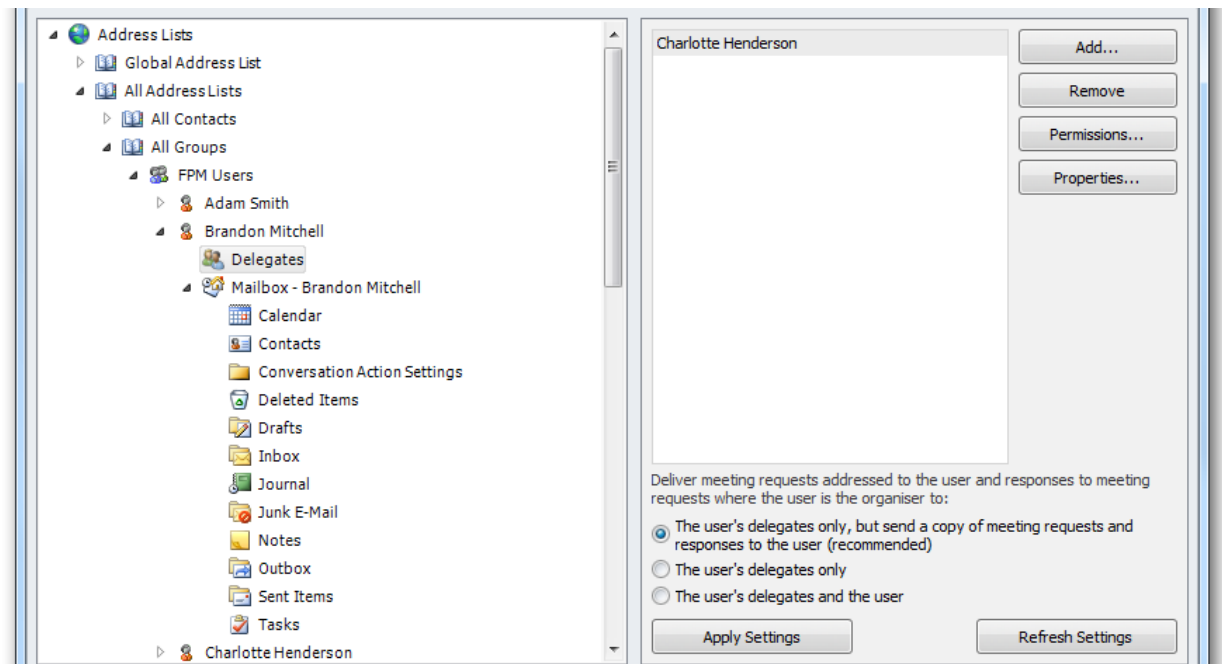 Address Lists
Global Address List
All Address Lists
All Contacts
All Groups
FPM Users
Adam Smith
Brandon Mitchell
Delegates
Mailbox - Brandon Mitchell
Calendar
Contacts
Conversation Action Settings
Deleted Items
Drafts
Inbox
Journal
Junk E-Mail
Notes
Outbox
Sent Items
Tasks
Charlotte Henderson
Charlotte Henderson
Add...
Remove
Permissions...
Properties...
Deliver meeting requests addressed to the user and responses to meeting
requests where the user is the organiser to:
The user's delegates only, but send a copy of meeting requests and
responses to the user (recommended)
The user's delegates only
The user's delegates and the user
Apply Settings
Refresh Settings